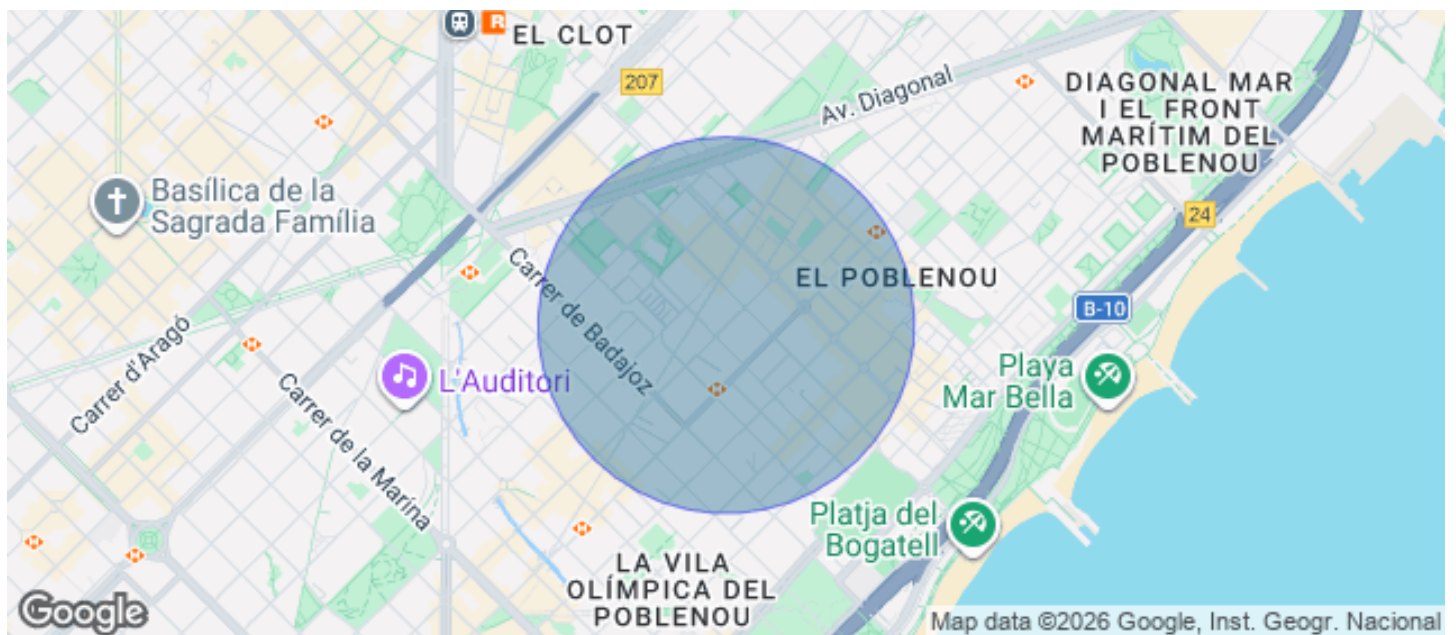 EL CLOT
R
207
Av. Diagonal
DIAGONAL MAR
I EL FRONT
MARÍTIM DEL
POBLENOU
Basílica de la
Sagrada Família
24
Carrer de Badajoz
EL POBLENOU
B-10
Carrer d'Aragó
L'Auditori
Playa
Mar Bella
Carrer de la Marina
Platja del
Bogatell
LA VILA
OLÍMPICA DEL
POBLENOU
Google
Map data ©2026 Google, Inst. Geogr. Nacional